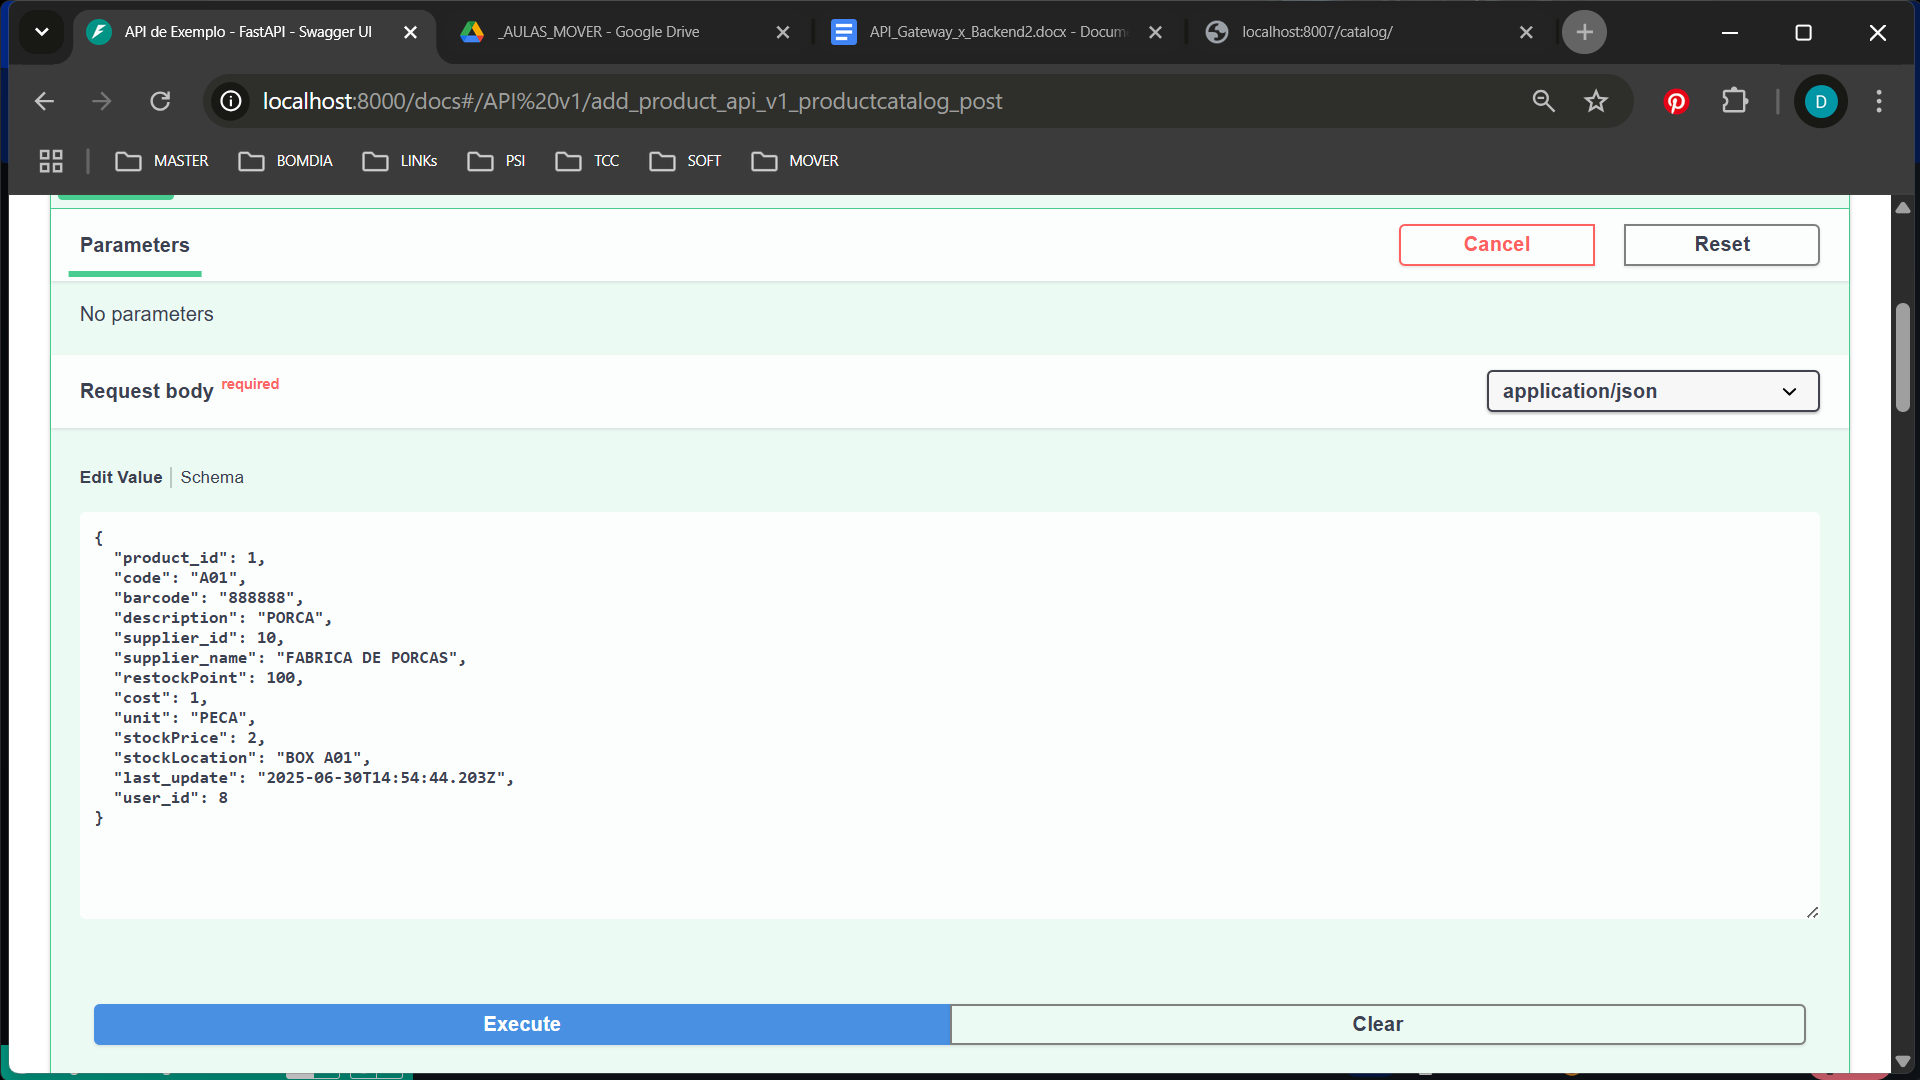 API de Exemplo - FastAPI - Swagger UI
_AULAS_MOVER - Google Drive
API_Gateway_x_Backend2.docx - Docum
localhost:8007/catalog/
localhost:8000/docs#/API%20v1/add_product_api_v1_productcatalog_post
D
MASTER
BOMDIA
LINKs
PSI
TCC
SOFT
MOVER
Parameters
Cancel
Reset
No parameters
Request body required
application/json
Edit Value | Schema
{
  "product_id": 1,
  "code": "A01",
  "barcode": "888888",
  "description": "PORCA",
  "supplier_id": 10,
  "supplier_name": "FABRICA DE PORCAS",
  "restockPoint": 100,
  "cost": 1,
  "unit": "PECA",
  "stockPrice": 2,
  "stockLocation": "BOX A01",
  "last_update": "2025-06-30T14:54:44.203Z",
  "user_id": 8
}
Execute
Clear